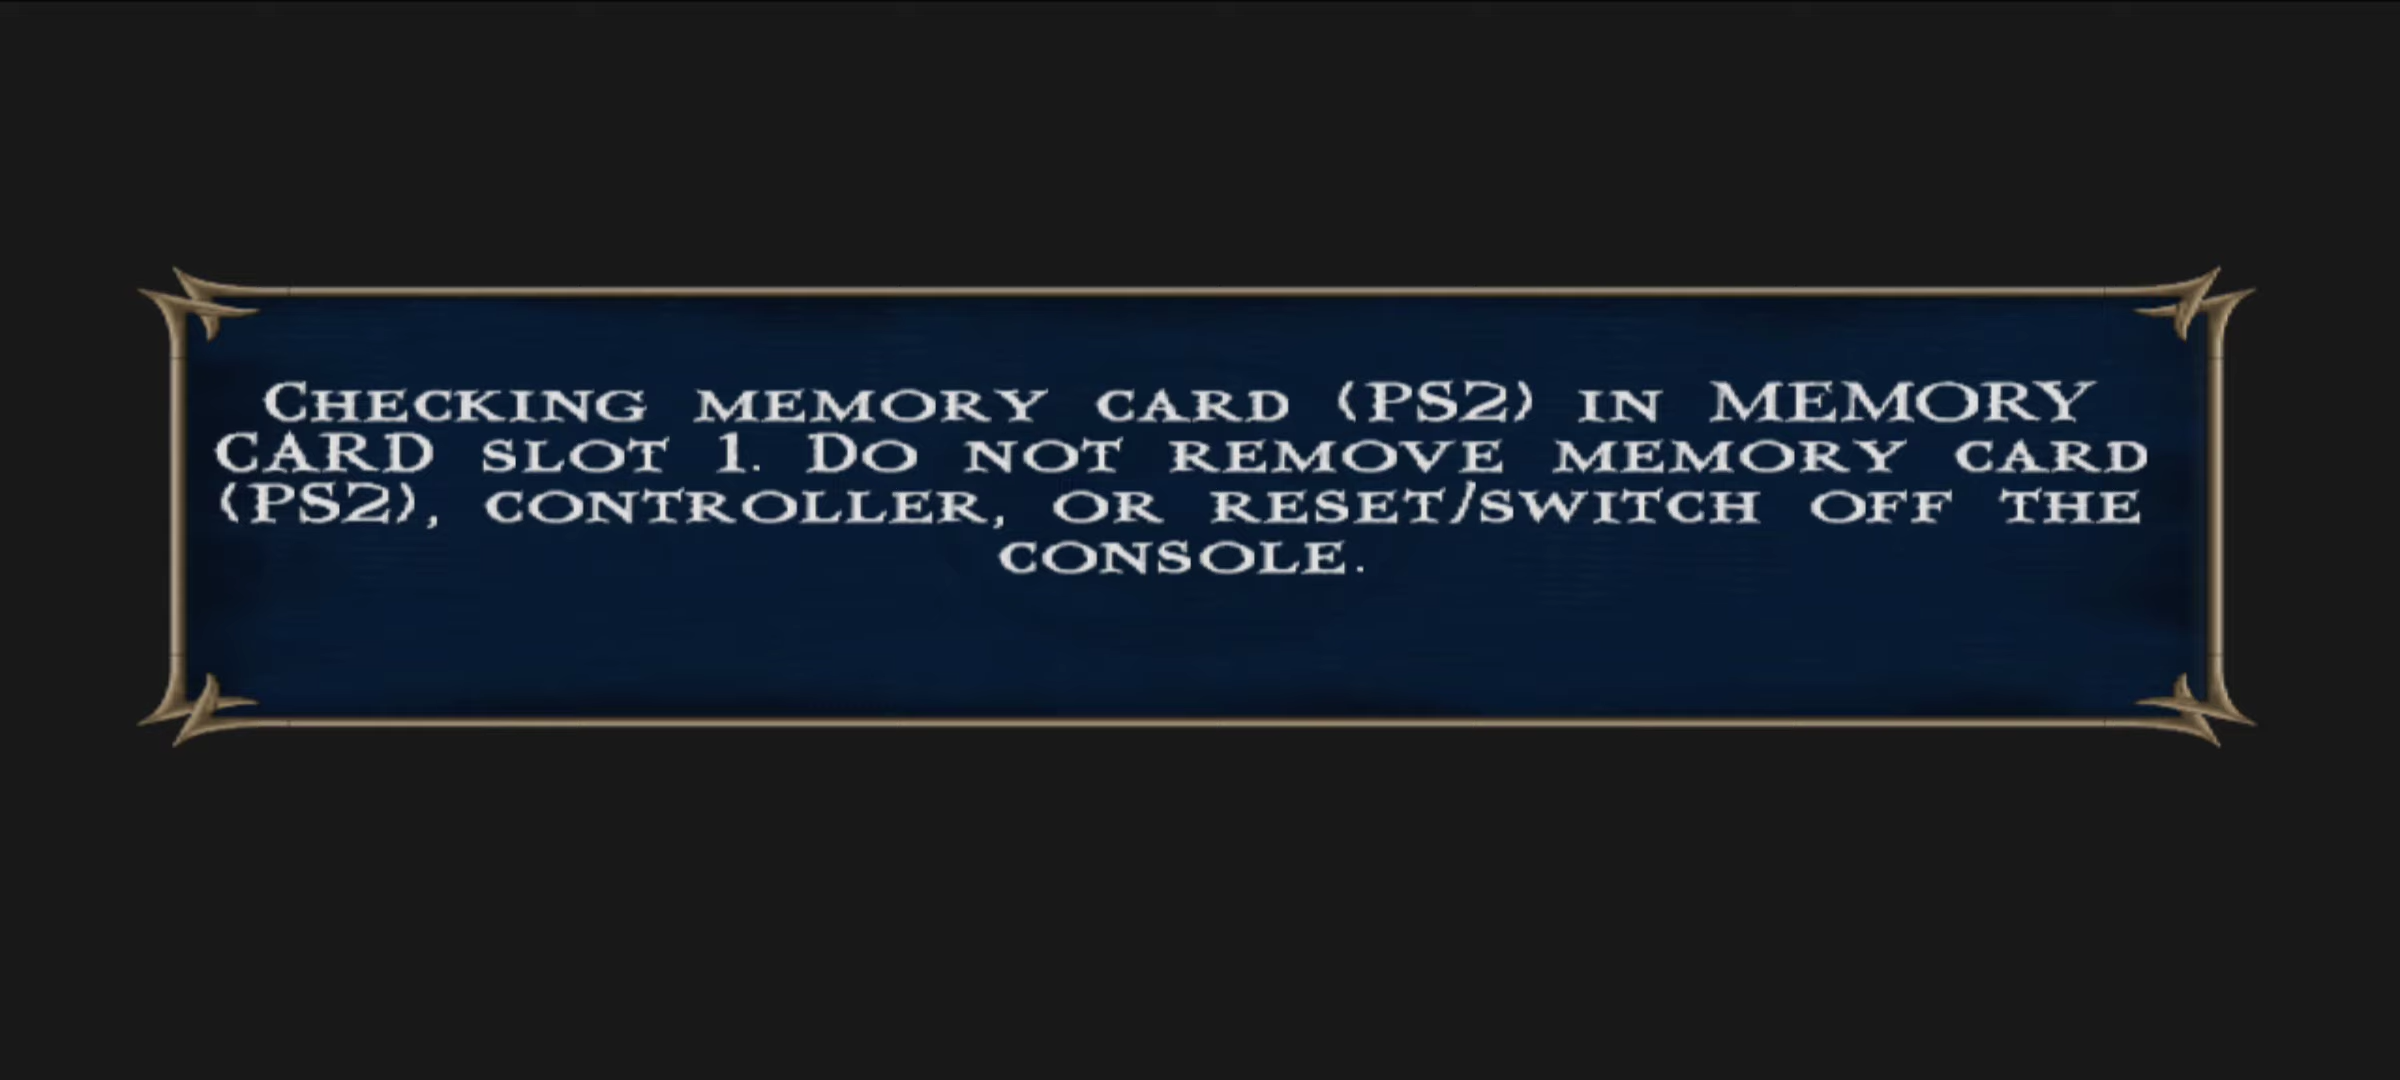 Checking memory card (PS2) in MEMORY
CARD slot 1. Do not remove memory card
(PS2), controller, or reset/switch off the
console.